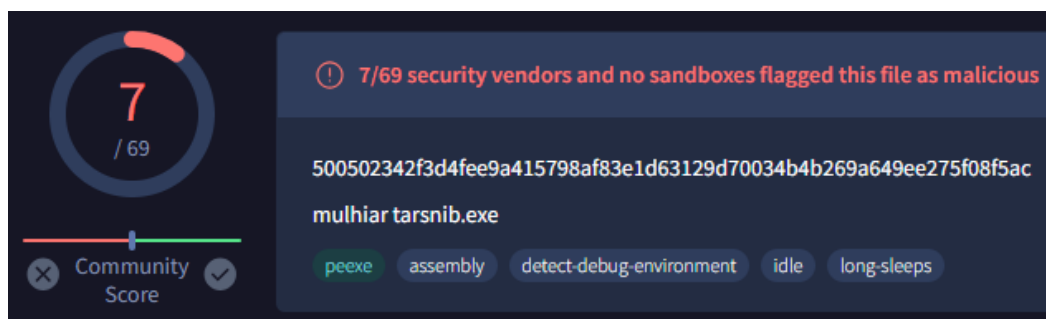 7
/ 69
Community
Score
7/69 security vendors and no sandboxes flagged this file as malicious
500502342f3d4fee9a415798af83e1d63129d70034b4b269a649ee275f08f5ac
mulhiar tarsnib.exe
peexe assembly detect-debug-environment idle long-sleeps